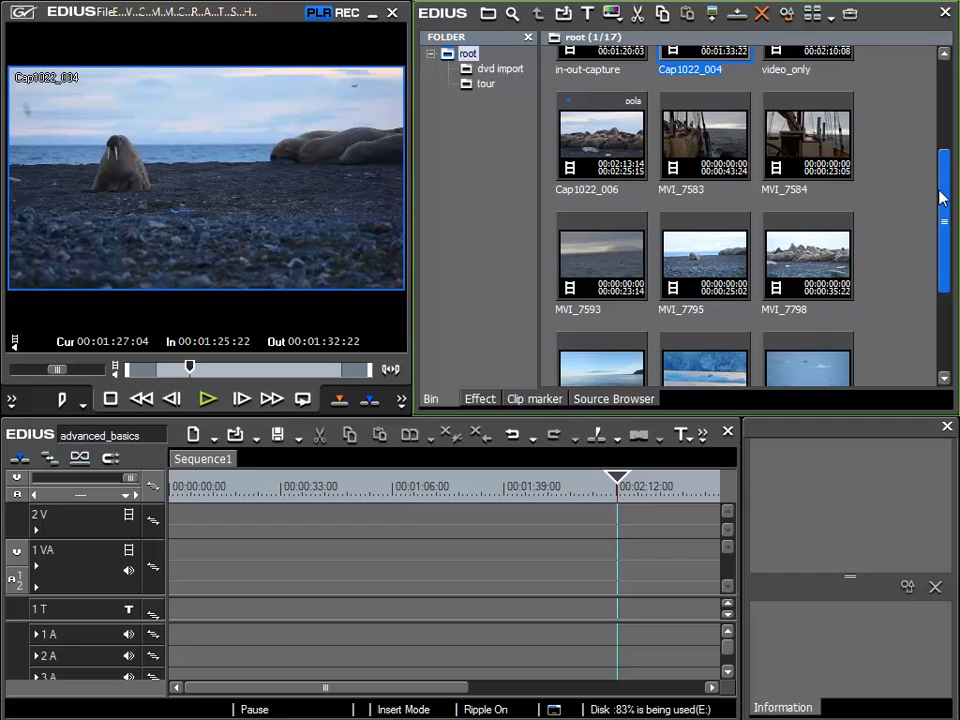 EDIUS File E.. V.. C.. M.. M.. C.. R.. A.. T.. S.. H..
PLR REC
Cap1022_004
Cur 00:01:27:04
In 00:01:25:22
Out 00:01:32:22
EDIUS
FOLDER
root
dvd import
tour
root (1/17)
00:01:20:03
00:01:33:22
00:02:10:08
in-out-capture
Cap1022_004
video_only
pola
00:02:13:14
00:02:25:15
00:00:00:00
00:00:43:24
00:00:00:00
00:00:23:05
Cap1022_006
MVI_7583
MVI_7584
00:00:00:00
00:00:23:14
00:00:00:00
00:00:25:02
00:00:00:00
00:00:35:22
MVI_7593
MVI_7795
MVI_7798
Bin
Effect
Clip marker
Source Browser
EDIUS
advanced_basics
Sequence1
00:00:00:00
00:00:33:00
00:01:06:00
00:01:39:00
00:02:12:00
2 V
1 VA
1
2
1 T
T
1 A
2 A
3 A
Pause
Insert Mode
Ripple On
Disk :83% is being used(E:)
Information